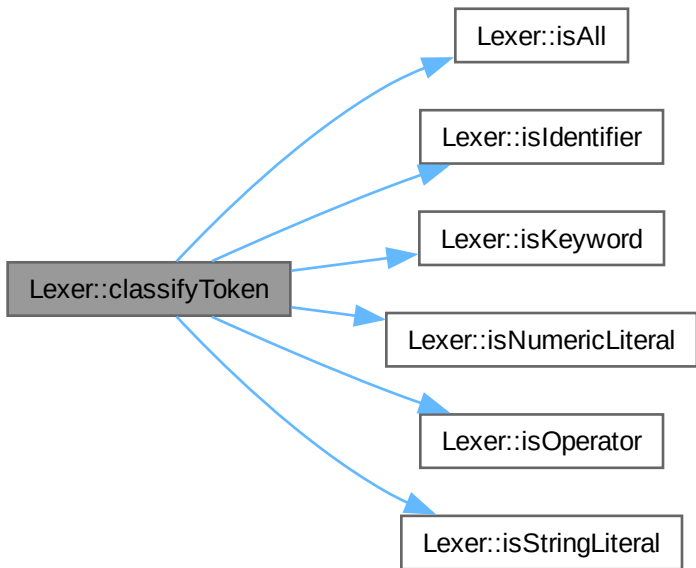 Lexer::isAll
Lexer::isIdentifier
Lexer::isKeyword
Lexer::classifyToken
Lexer::isNumericLiteral
Lexer::isOperator
Lexer::isStringLiteral